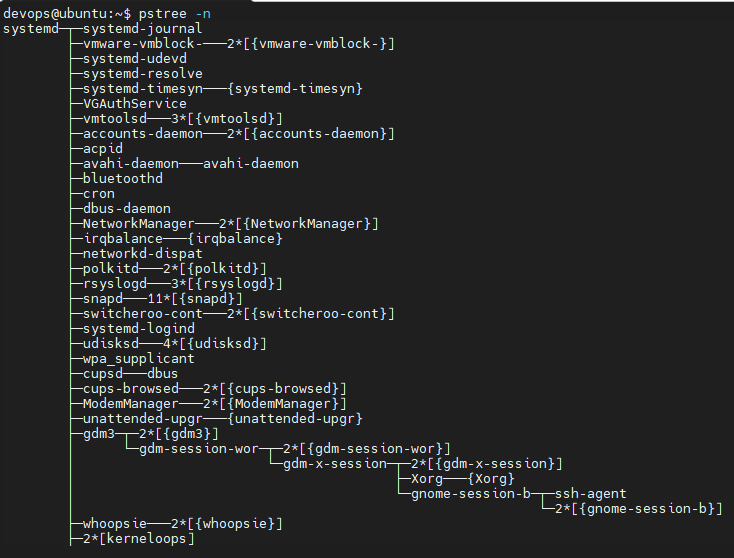 devops@ubuntu:~$ pstree -n
systemd─┬─systemd-journal
        ├─vmware-vmblock-───2*[{vmware-vmblock-}]
        ├─systemd-udevd
        ├─systemd-resolve
        ├─systemd-timesyn───{systemd-timesyn}
        ├─VGAuthService
        ├─vmtoolsd───3*[{vmtoolsd}]
        ├─accounts-daemon───2*[{accounts-daemon}]
        ├─acpid
        ├─avahi-daemon───avahi-daemon
        ├─bluetoothd
        ├─cron
        ├─dbus-daemon
        ├─NetworkManager───2*[{NetworkManager}]
        ├─irqbalance───{irqbalance}
        ├─networkd-dispat
        ├─polkitd───2*[{polkitd}]
        ├─rsyslogd───3*[{rsyslogd}]
        ├─snapd───11*[{snapd}]
        ├─switcheroo-cont───2*[{switcheroo-cont}]
        ├─systemd-logind
        ├─udisksd───4*[{udisksd}]
        ├─wpa_supplicant
        ├─cupsd───dbus
        ├─cups-browsed───2*[{cups-browsed}]
        ├─ModemManager───2*[{ModemManager}]
        ├─unattended-upgr───{unattended-upgr}
        ├─gdm3─┬─2*[{gdm3}]
        │      └─gdm-session-wor─┬─2*[{gdm-session-wor}]
        │                        └─gdm-x-session─┬─2*[{gdm-x-session}]
        │                                        ├─Xorg───{Xorg}
        │                                        └─gnome-session-b─┬─ssh-agent
        │                                                          └─2*[{gnome-session-b}]
        ├─whoopsie───2*[{whoopsie}]
        ├─2*[kerneloops]